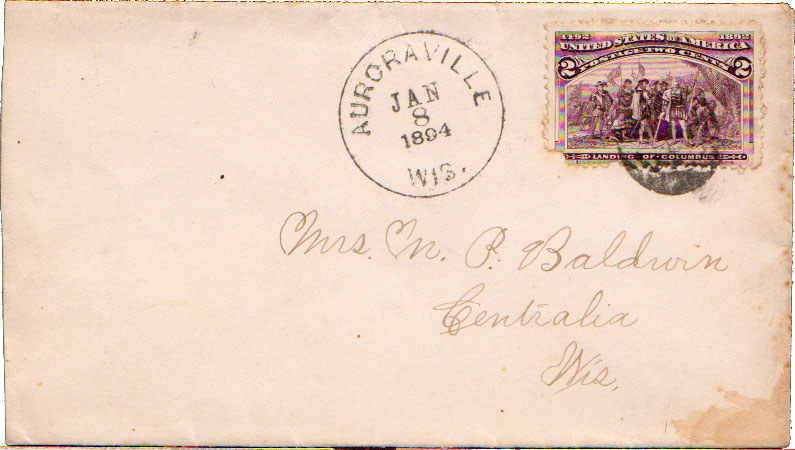 AURORAVILLE
JAN
8
1894
WIS.
1492 1892
UNITED STATES OF AMERICA
POSTAGE TWO CENTS
2 2
LANDING OF COLUMBUS
Mrs. M. P. Baldwin
Centralia
Wis.